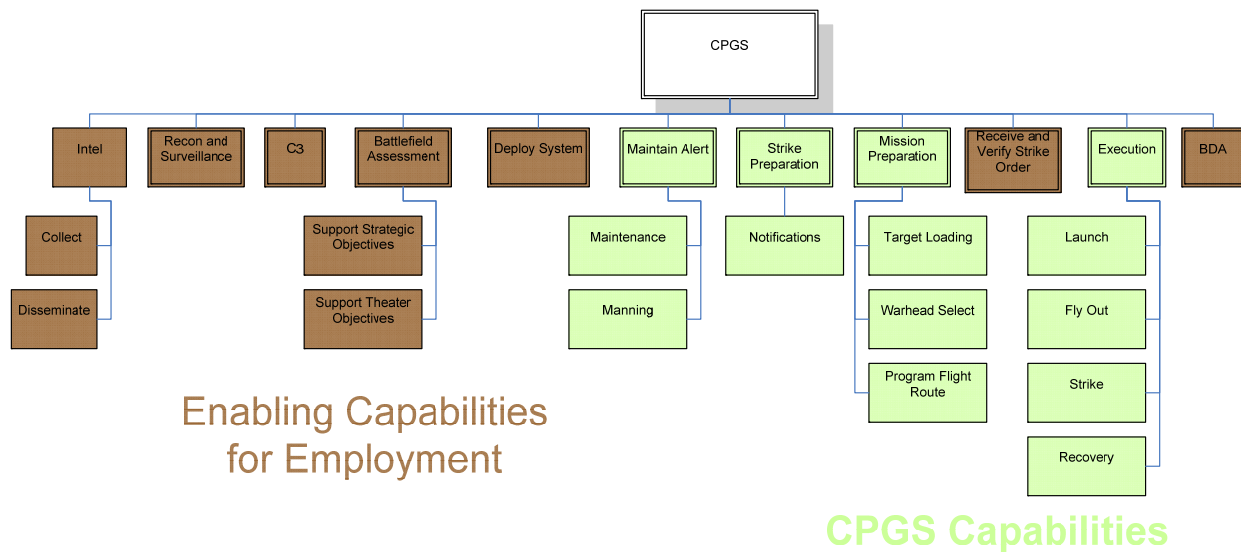 CPGS
Intel
Recon and
Surveillance
C3
Battlefield
Assessment
Deploy System
Maintain Alert
Strike
Preparation
Mission
Preparation
Receive and
Verify Strike
Order
Execution
BDA
Collect
Disseminate
Support Strategic
Objectives
Support Theater
Objectives
Maintenance
Manning
Notifications
Target Loading
Warhead Select
Program Flight
Route
Launch
Fly Out
Strike
Recovery
Enabling Capabilities
for Employment
CPGS Capabilities